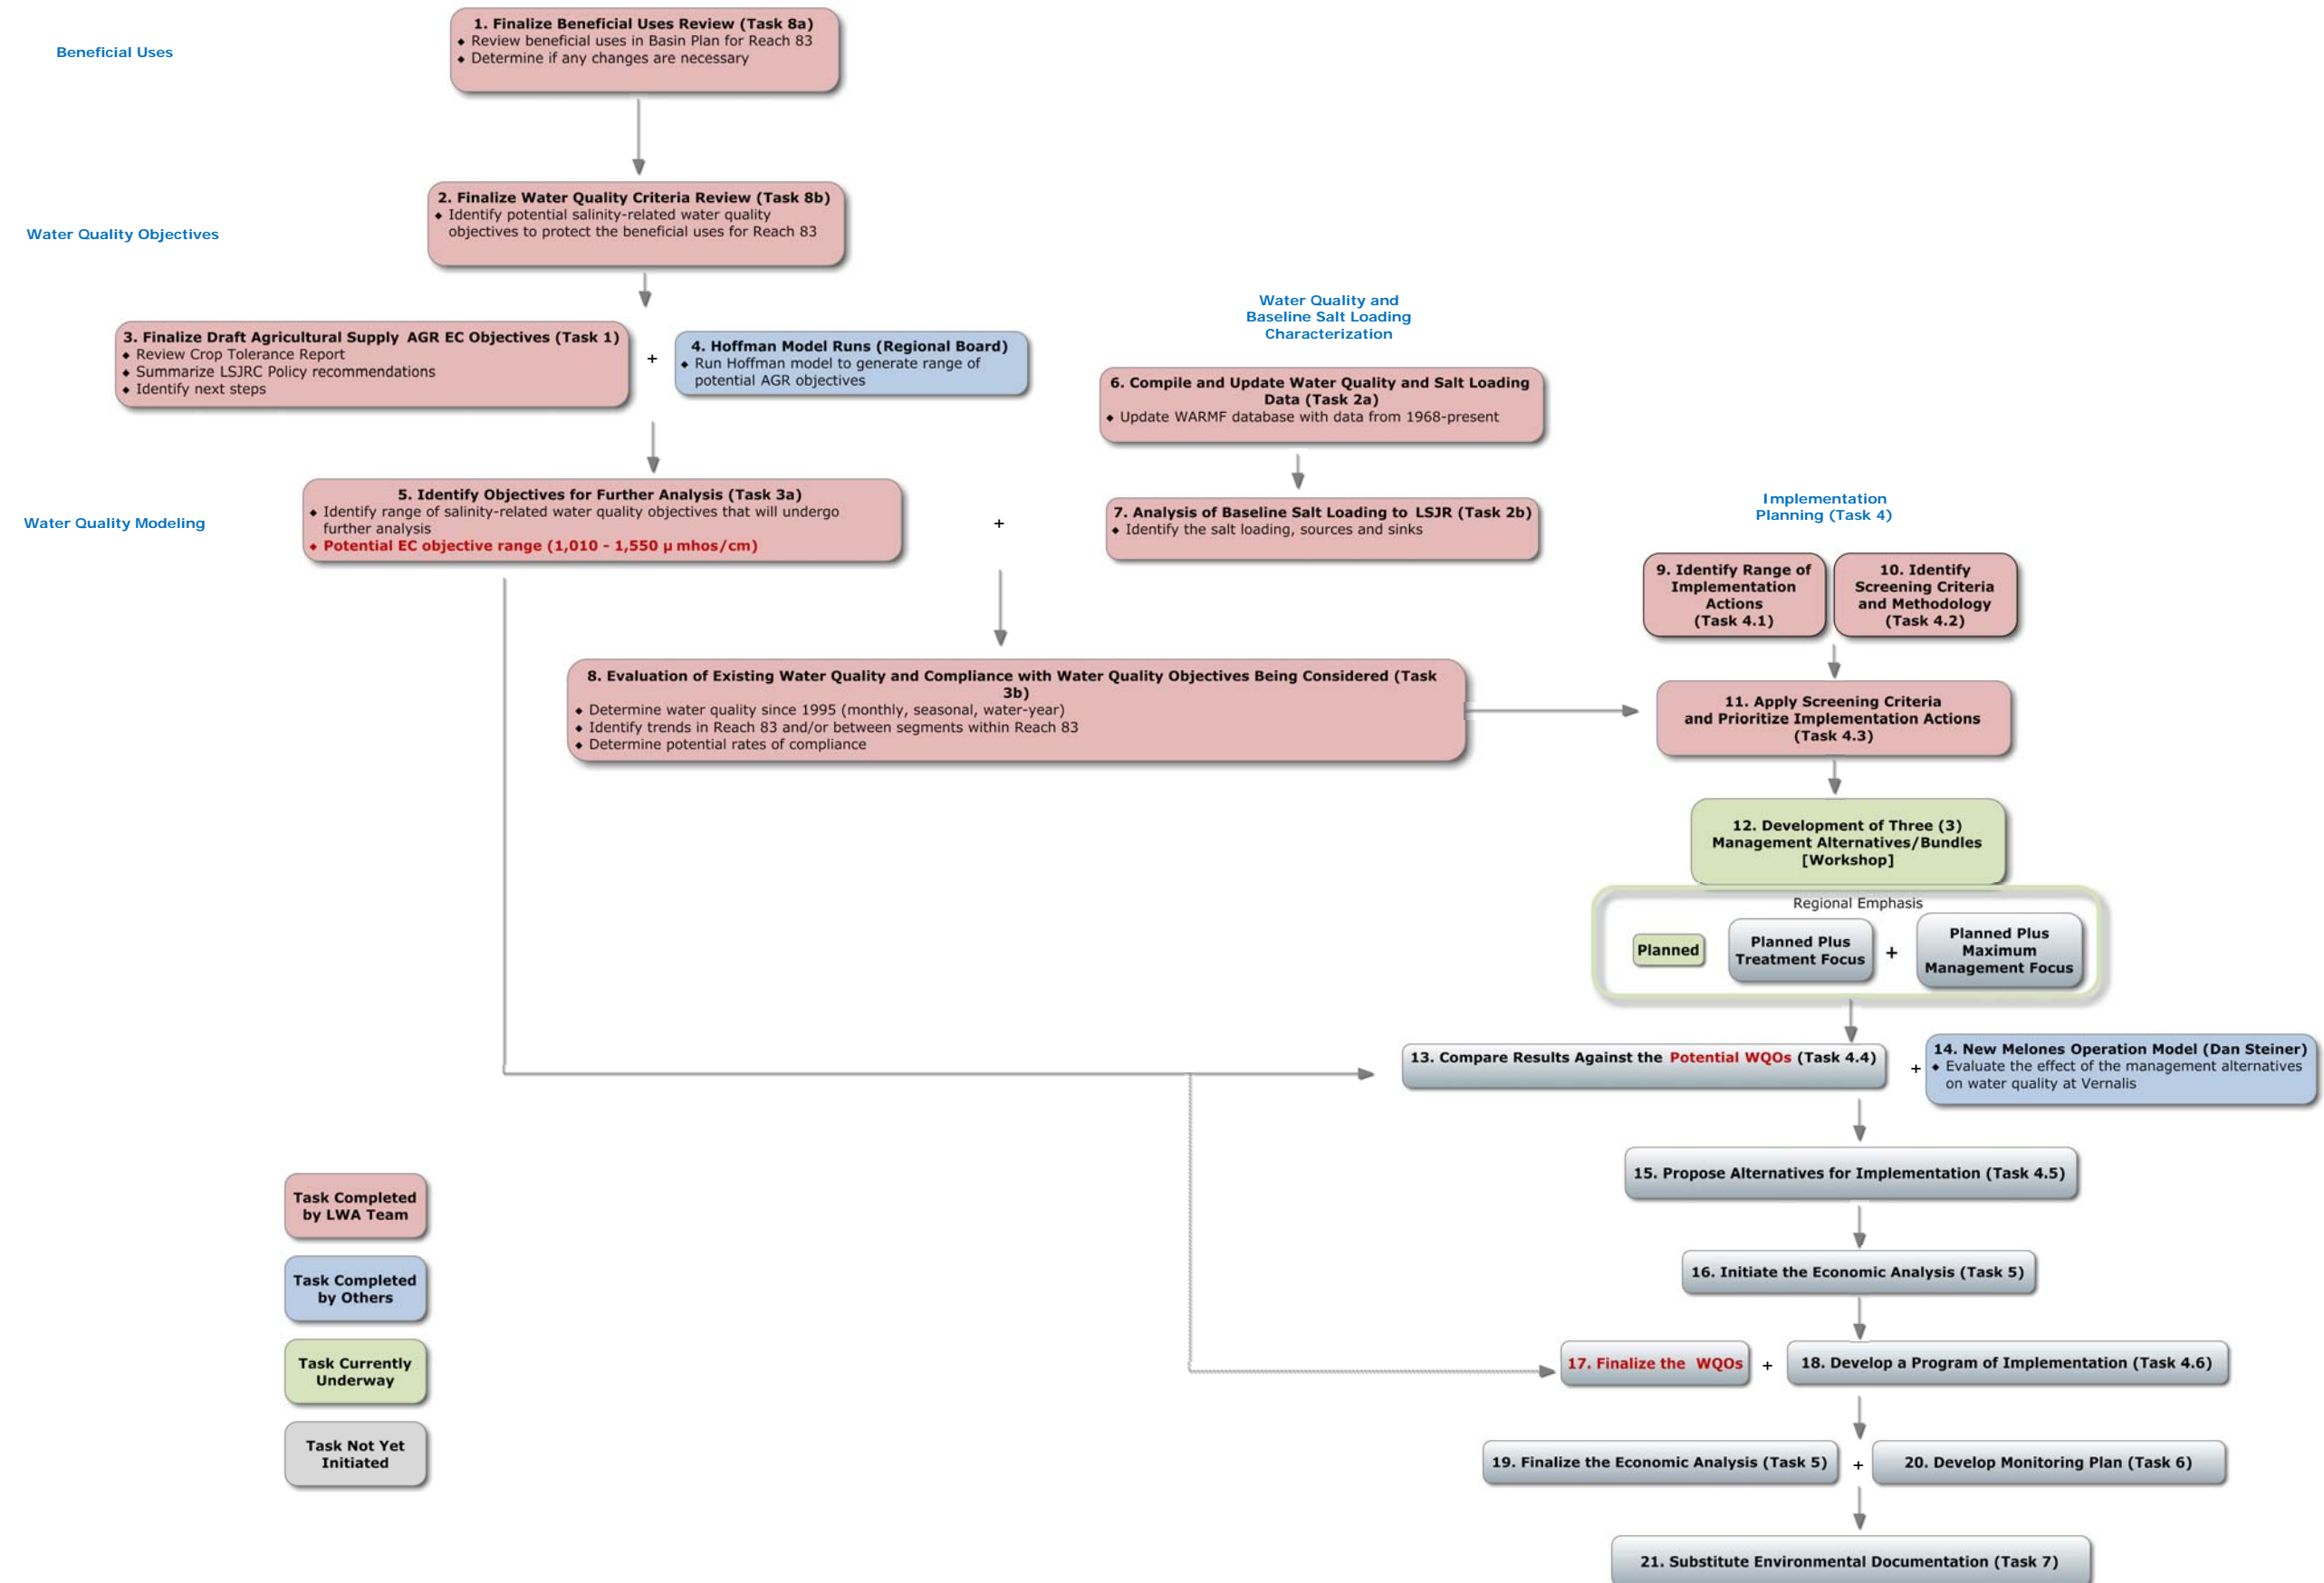 Beneficial Uses
1. Finalize Beneficial Uses Review (Task 8a)
◆ Review beneficial uses in Basin Plan for Reach 83
◆ Determine if any changes are necessary
Water Quality Objectives
2. Finalize Water Quality Criteria Review (Task 8b)
◆ Identify potential salinity-related water quality
objectives to protect the beneficial uses for Reach 83
3. Finalize Draft Agricultural Supply AGR EC Objectives (Task 1)
◆ Review Crop Tolerance Report
◆ Summarize LSJRC Policy recommendations
◆ Identify next steps
+
4. Hoffman Model Runs (Regional Board)
◆ Run Hoffman model to generate range of
potential AGR objectives
Water Quality and
Baseline Salt Loading
Characterization
6. Compile and Update Water Quality and Salt Loading
Data (Task 2a)
◆ Update WARMF database with data from 1968-present
Water Quality Modeling
5. Identify Objectives for Further Analysis (Task 3a)
◆ Identify range of salinity-related water quality objectives that will undergo
further analysis
◆ Potential EC objective range (1,010 - 1,550 µ mhos/cm)
+
7. Analysis of Baseline Salt Loading to LSJR (Task 2b)
◆ Identify the salt loading, sources and sinks
Implementation
Planning (Task 4)
9. Identify Range of
Implementation
Actions
(Task 4.1)
10. Identify
Screening Criteria
and Methodology
(Task 4.2)
8. Evaluation of Existing Water Quality and Compliance with Water Quality Objectives Being Considered (Task
3b)
◆ Determine water quality since 1995 (monthly, seasonal, water-year)
◆ Identify trends in Reach 83 and/or between segments within Reach 83
◆ Determine potential rates of compliance
11. Apply Screening Criteria
and Prioritize Implementation Actions
(Task 4.3)
12. Development of Three (3)
Management Alternatives/Bundles
[Workshop]
Regional Emphasis
Planned
Planned Plus
Treatment Focus
+
Planned Plus
Maximum
Management Focus
13. Compare Results Against the Potential WQOs (Task 4.4)
+
14. New Melones Operation Model (Dan Steiner)
◆ Evaluate the effect of the management alternatives
on water quality at Vernalis
15. Propose Alternatives for Implementation (Task 4.5)
16. Initiate the Economic Analysis (Task 5)
17. Finalize the WQOs
+
18. Develop a Program of Implementation (Task 4.6)
19. Finalize the Economic Analysis (Task 5)
+
20. Develop Monitoring Plan (Task 6)
21. Substitute Environmental Documentation (Task 7)
Task Completed
by LWA Team
Task Completed
by Others
Task Currently
Underway
Task Not Yet
Initiated